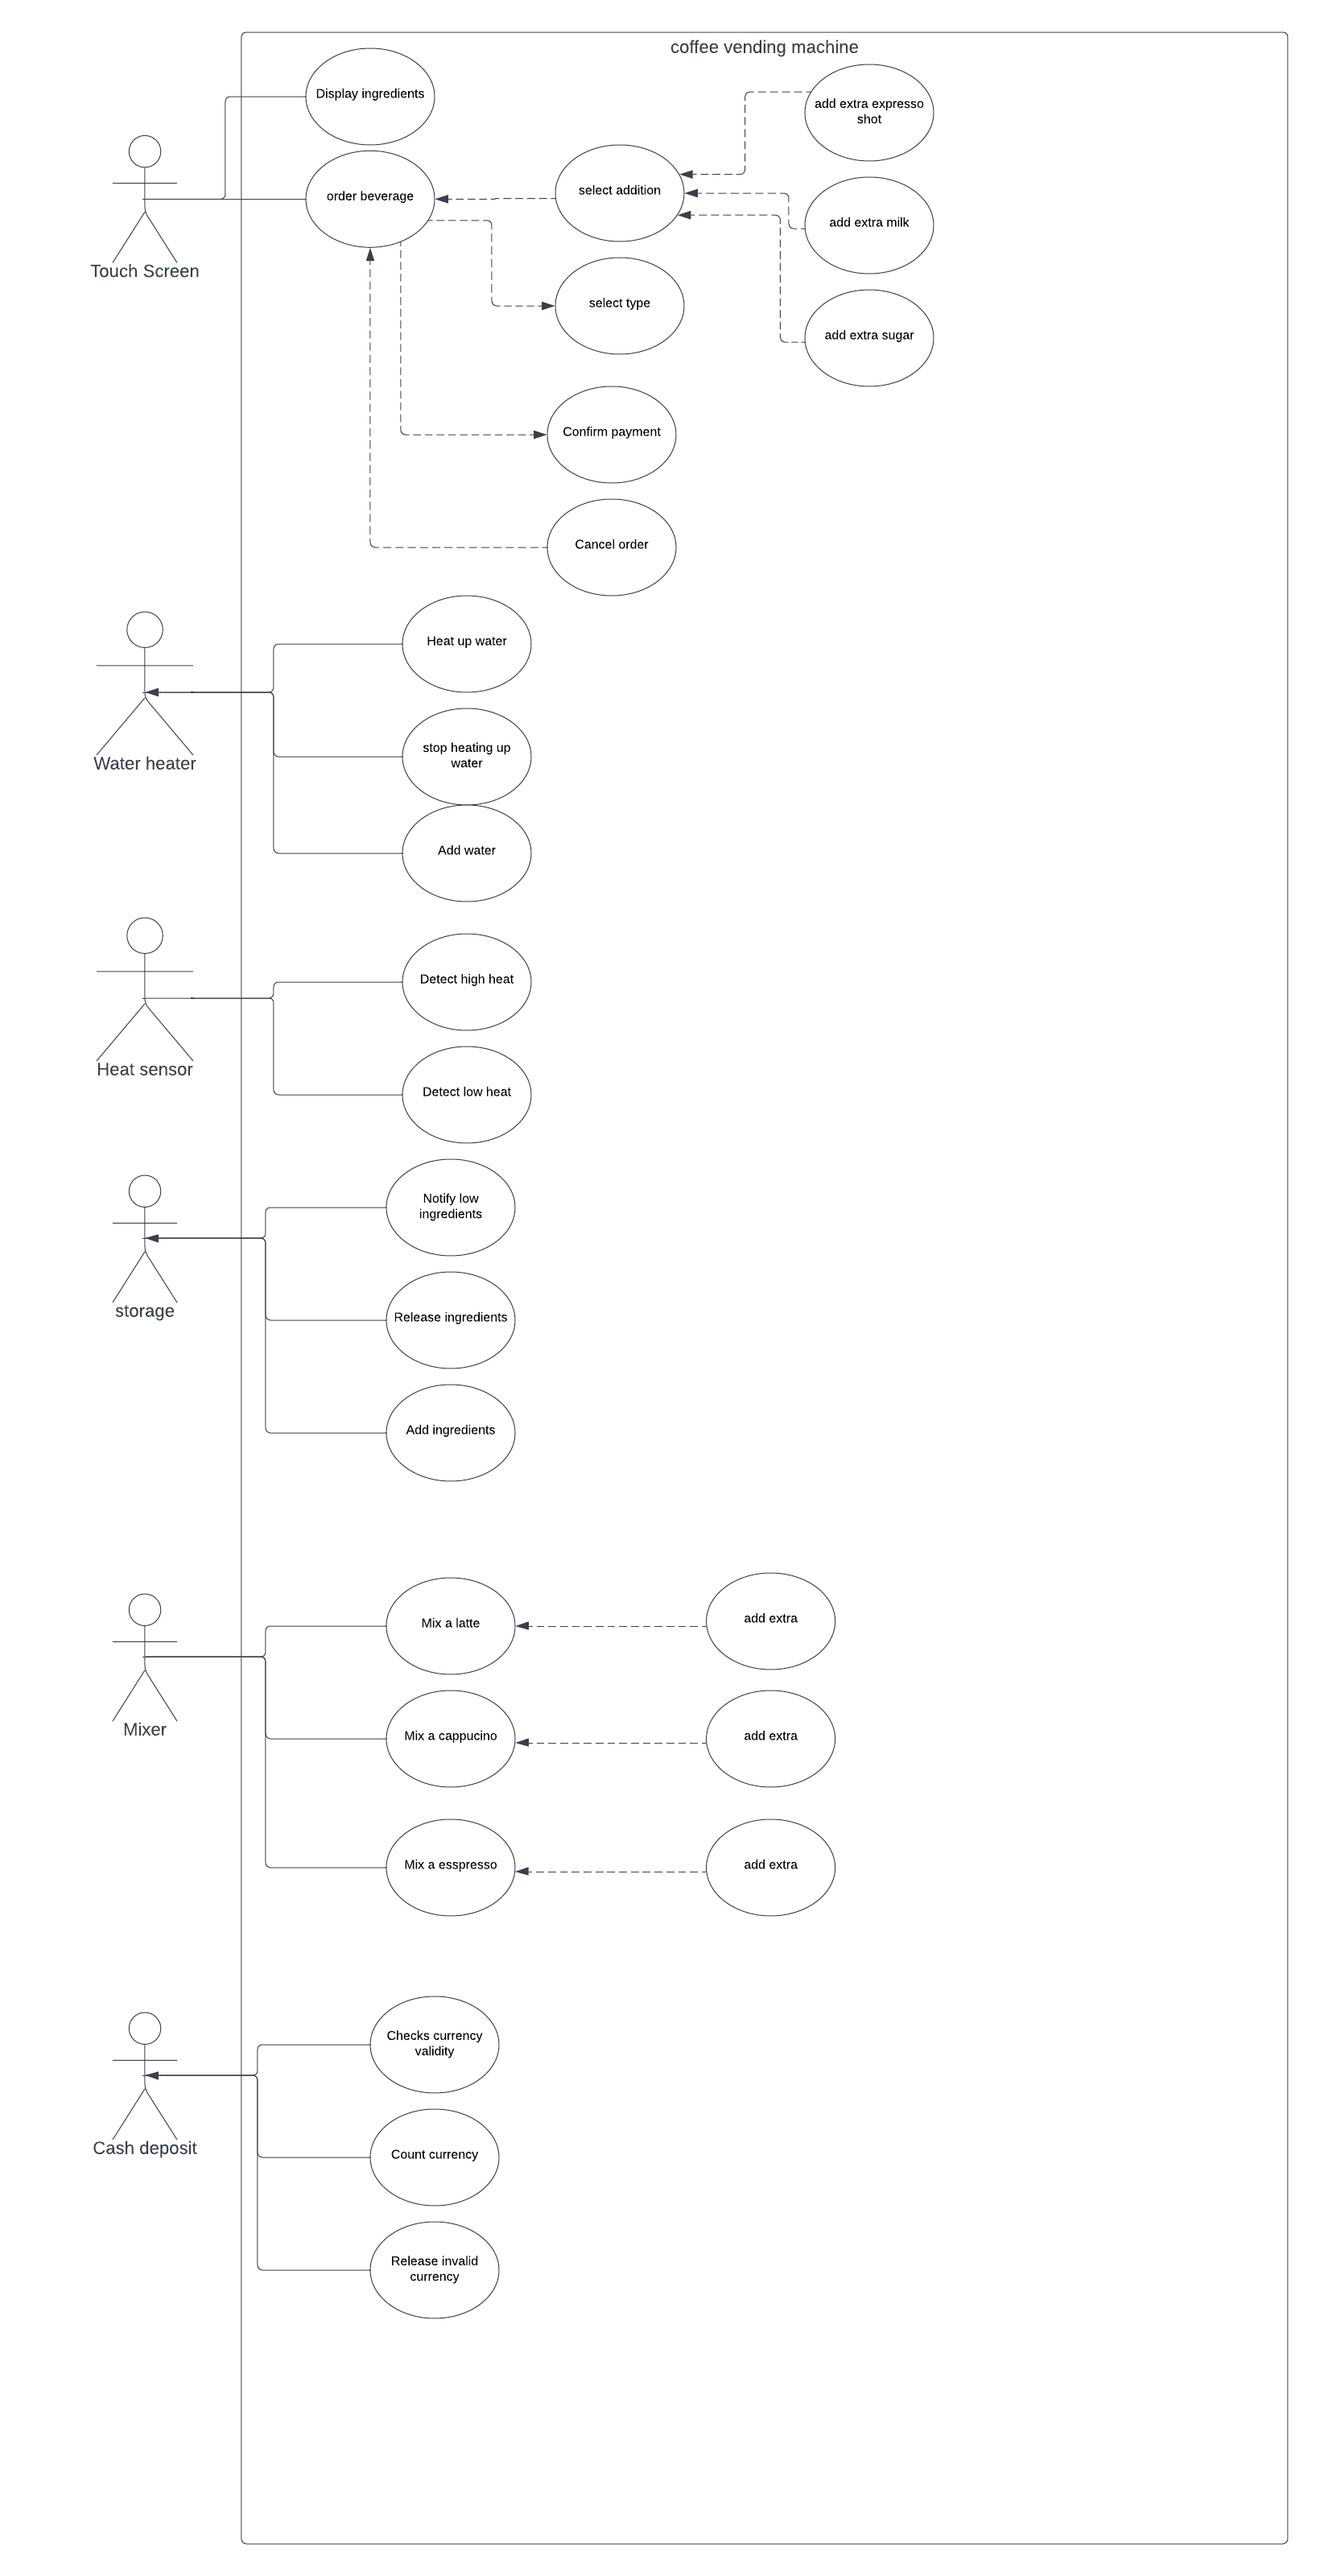 coffee vending machine
Display ingredients
add extra expresso
shot
order beverage
select addition
add extra milk
Touch Screen
select type
add extra sugar
Confirm payment
Cancel order
Heat up water
stop heating up
water
Water heater
Add water
Detect high heat
Heat sensor
Detect low heat
Notify low
ingredients
storage
Release ingredients
Add ingredients
Mix a latte
add extra
Mixer
Mix a cappucino
add extra
Mix a esspresso
add extra
Checks currency
validity
Cash deposit
Count currency
Release invalid
currency